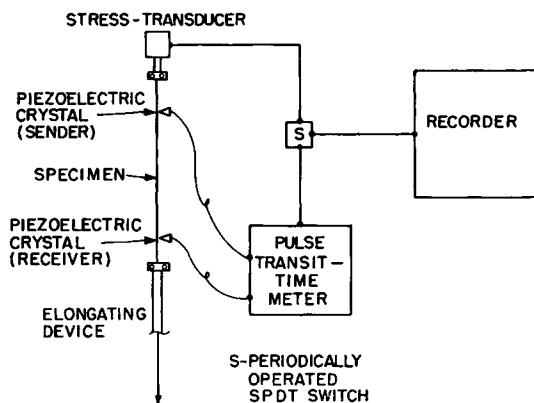 STRESS-TRANSDUCER
PIEZOELECTRIC
CRYSTAL
(SENDER)
SPECIMEN
PIEZOELECTRIC
CRYSTAL
(RECEIVER)
ELONGATING
DEVICE
S
RECORDER
PULSE
TRANSIT-
TIME
METER
S-PERIODICALLY
OPERATED
SPDT SWITCH